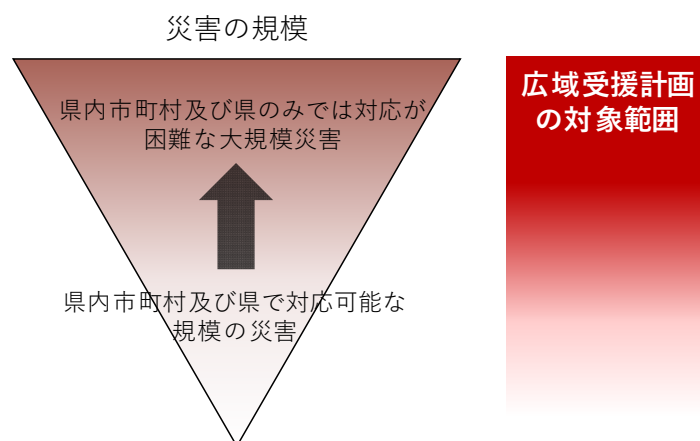 災害の規模
県内市町村及び県のみでは対応が
困難な大規模災害
県内市町村及び県で対応可能な
規模の災害
広域受援計画
の対象範囲